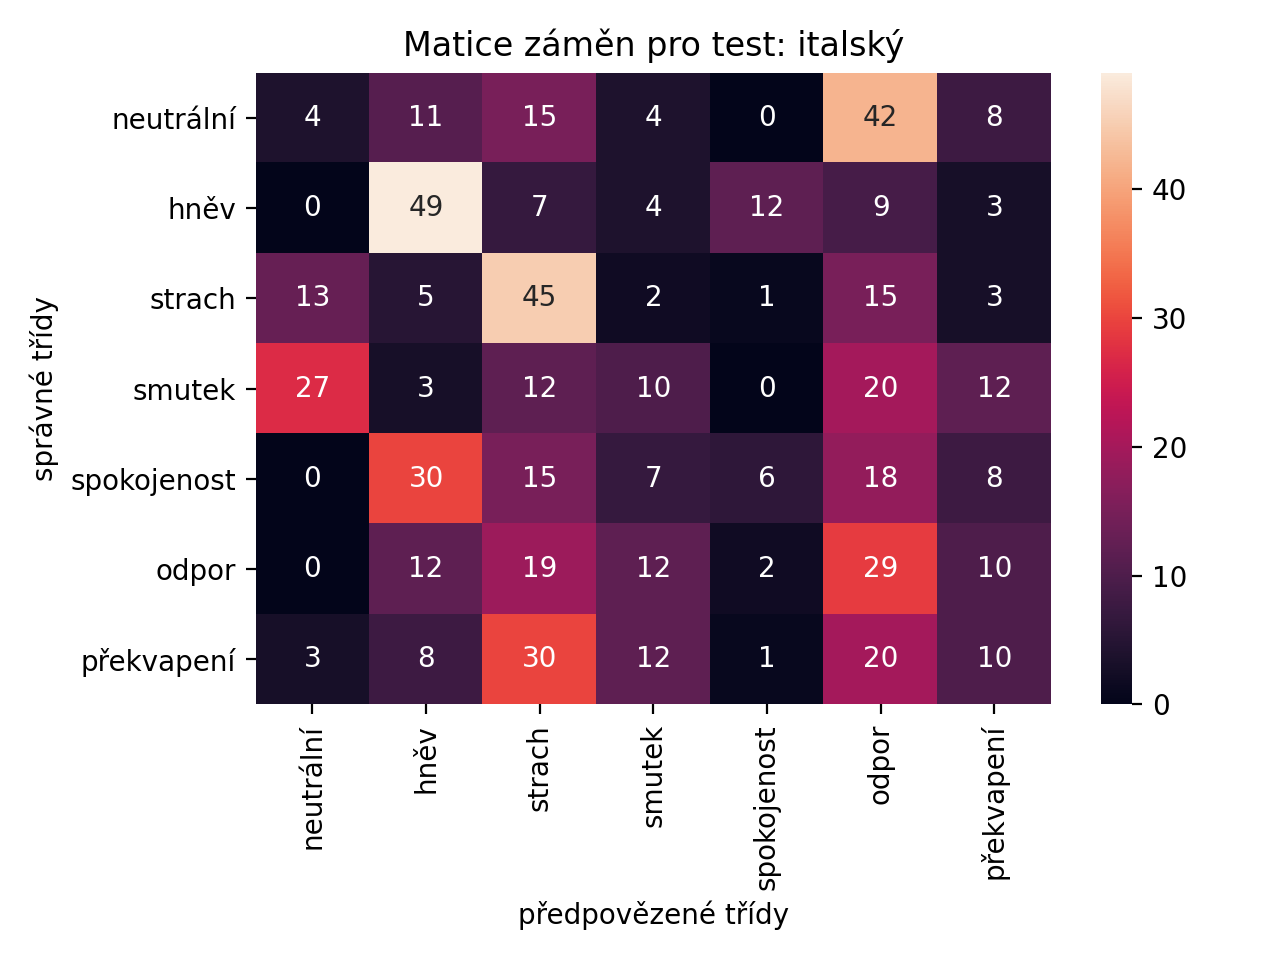 Matice záměn pro test: italský
správné třídy
neutrální 4 11 15 4 0 42 8
hněv 0 49 7 4 12 9 3
strach 13 5 45 2 1 15 3
smutek 27 3 12 10 0 20 12
spokojenost 0 30 15 7 6 18 8
odpor 0 12 19 12 2 29 10
překvapení 3 8 30 12 1 20 10
neutrální hněv strach smutek spokojenost odpor překvapení
předpovězené třídy
40
30
20
10
0